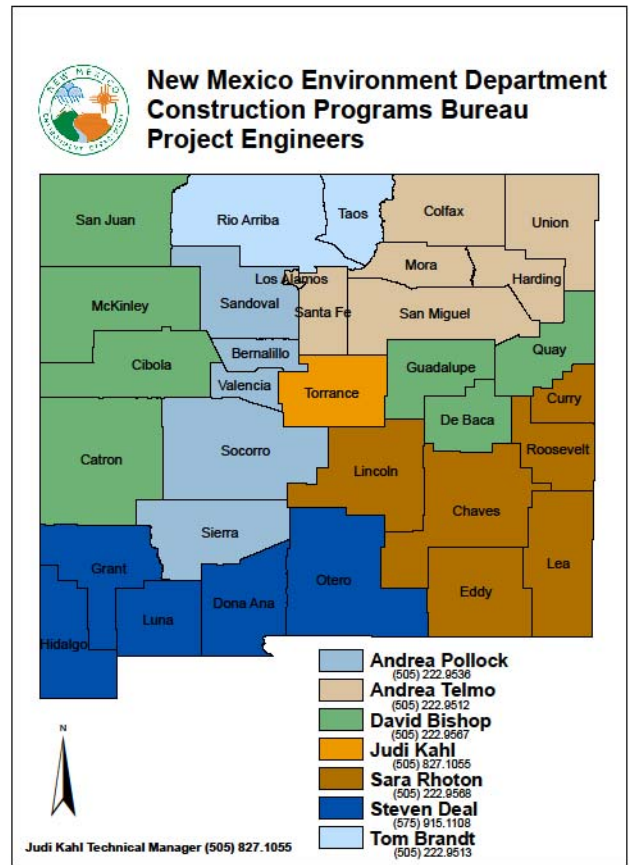 NEW MEXICO
ENVIRONMENT DEPARTMENT
New Mexico Environment Department
Construction Programs Bureau
Project Engineers
San Juan
Rio Arriba
Taos
Colfax
Union
Los Alamos
Mora
Harding
McKinley
Sandoval
Santa Fe
San Miguel
Cibola
Bernalillo
Valencia
Torrance
Guadalupe
Quay
De Baca
Curry
Roosevelt
Catron
Socorro
Lincoln
Chaves
Sierra
Lea
Grant
Otero
Eddy
Luna
Dona Ana
Hidalgo
Andrea Pollock
(505) 222.9536
Andrea Telmo
(505) 222.9512
David Bishop
(505) 222.9567
Judi Kahl
(505) 827.1055
Sara Rhoton
(505) 222.9568
Steven Deal
(575) 915.1108
Tom Brandt
(505) 222.9513
N
Judi Kahl Technical Manager (505) 827.1055